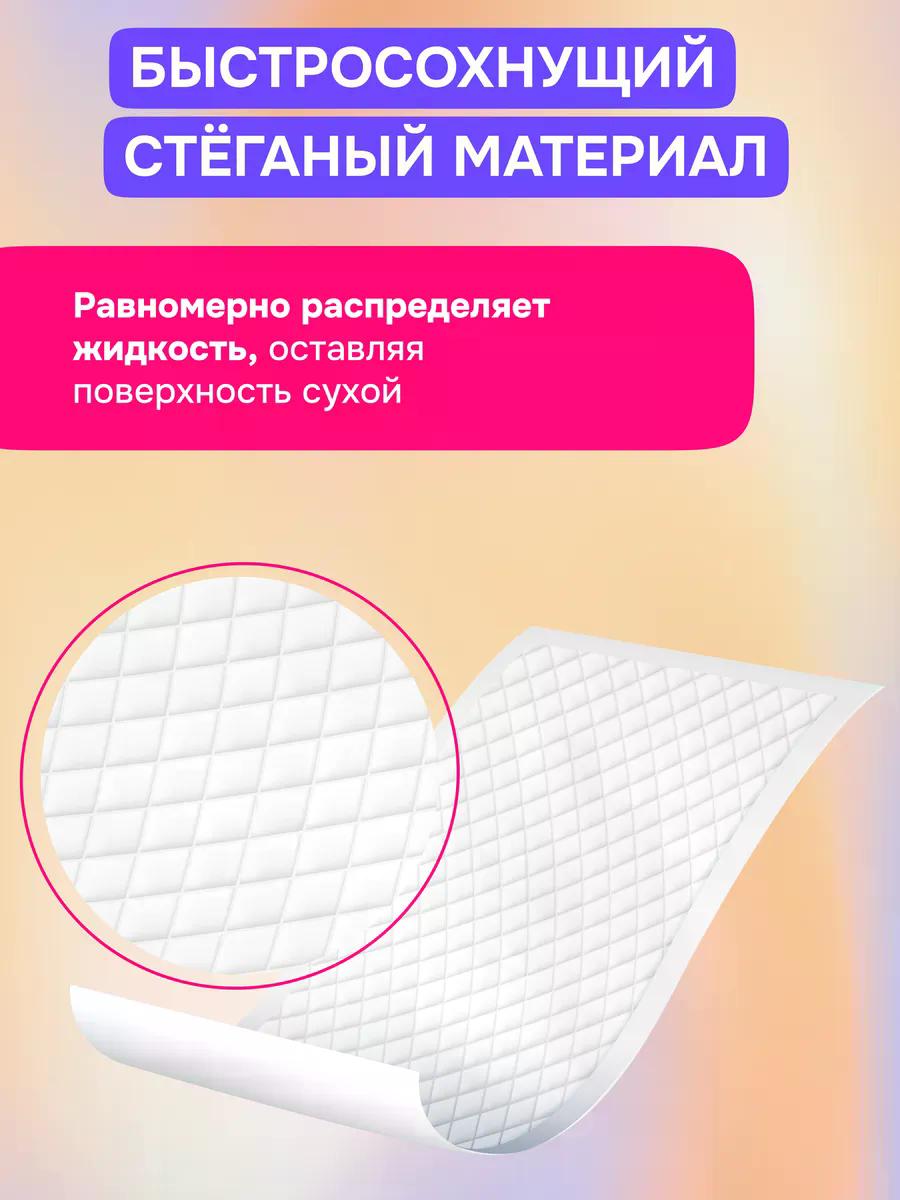 БЫСТРОСОХНУЩИЙ
СТЁГАНЫЙ МАТЕРИАЛ
Равномерно распределяет
жидкость, оставляя
поверхность сухой